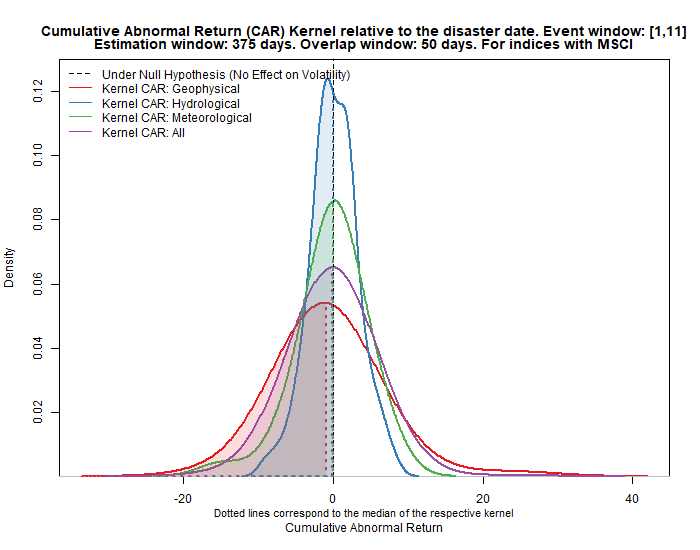 Cumulative Abnormal Return (CAR) Kernel relative to the disaster date. Event window: [1,11]
Estimation window: 375 days. Overlap window: 50 days. For indices with MSCI
Under Null Hypothesis (No Effect on Volatility)
Kernel CAR: Geophysical
Kernel CAR: Hydrological
Kernel CAR: Meteorological
Kernel CAR: All
Density
0.12
0.10
0.08
0.06
0.04
0.02
-20
0
20
40
Dotted lines correspond to the median of the respective kernel
Cumulative Abnormal Return